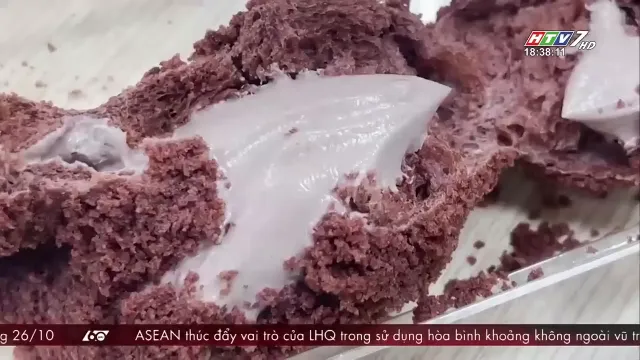 HTV7 HD
18:38:11
g 26/10 60 ASEAN thúc đẩy vai trò của LHQ trong sử dụng hòa bình khoảng không ngoài vũ t